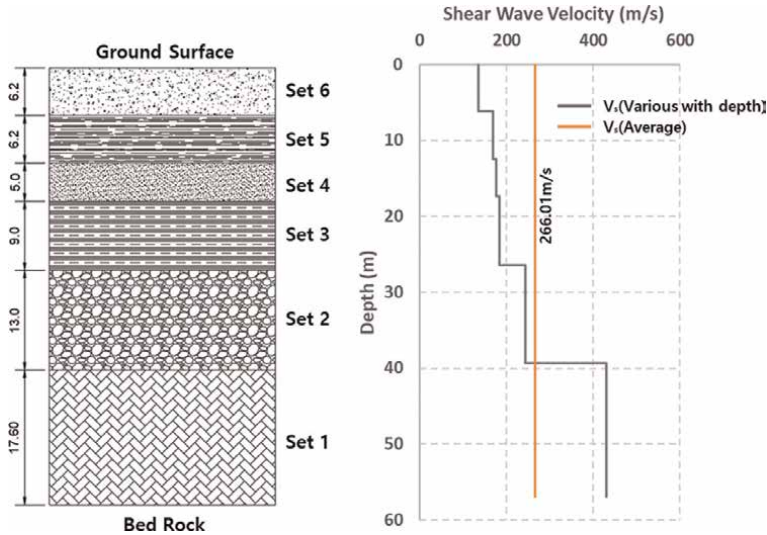 Ground Surface
6.2
Set 6
6.2
Set 5
5.0
Set 4
9.0
Set 3
13.0
Set 2
17.60
Set 1
Bed Rock
Shear Wave Velocity (m/s)
0 200 400 600
0
10
20
30
40
50
60
Depth (m)
Vs(Various with depth)
Vs(Average)
266.01m/s